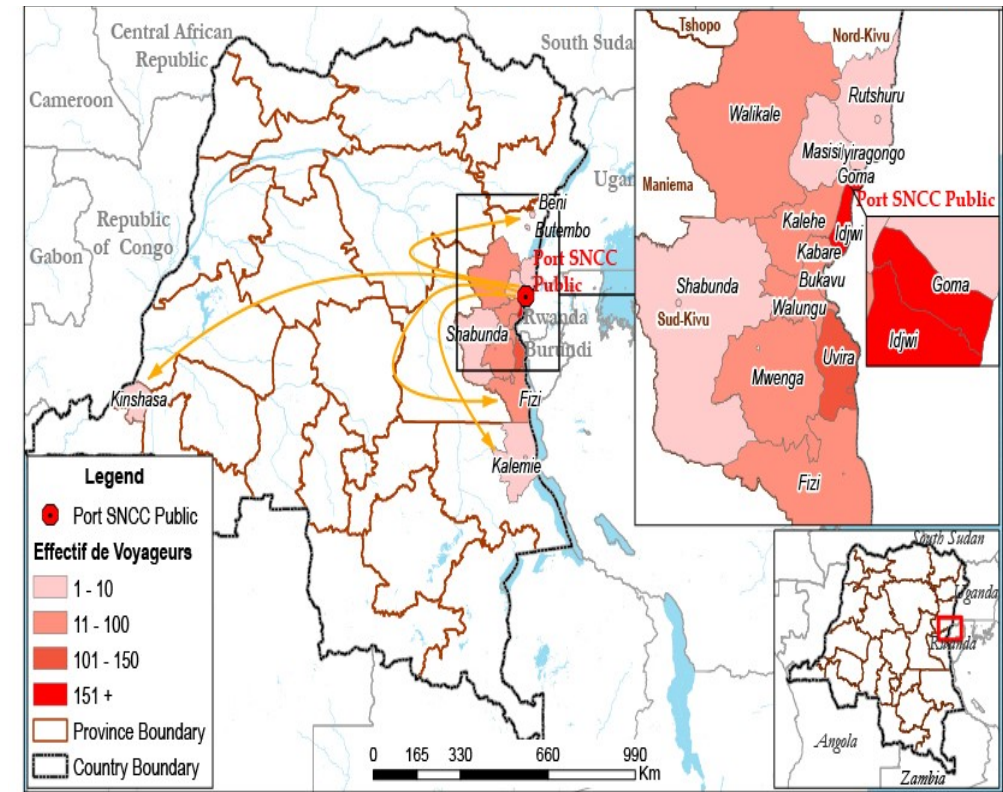 Central African
Republic
South Suda
Cameroon
Ugan
Republic
of Congo
Gabon
Beni
Butembo
Port SNCC
Public
Rwanda
Burundi
Shabunda
Fizi
Kinshasa
Kalemie
Legend
Port SNCC Public
Effectif de Voyageurs
1 - 10
11 - 100
101 - 150
151 +
Province Boundary
Country Boundary
0 165 330 660 990
Km
Tshopo
Nord-Kivu
Rutshuru
Walikale
Masisi
lyiragongo
Goma
Maniema
Port SNCC Public
Kalehe
Idjwi
Kabare
Bukavu
Shabunda
Walungu
Sud-Kivu
Uvira
Mwenga
Fizi
Goma
Idjwi
South Sudan
Uganda
Rwanda
Angola
Zambia